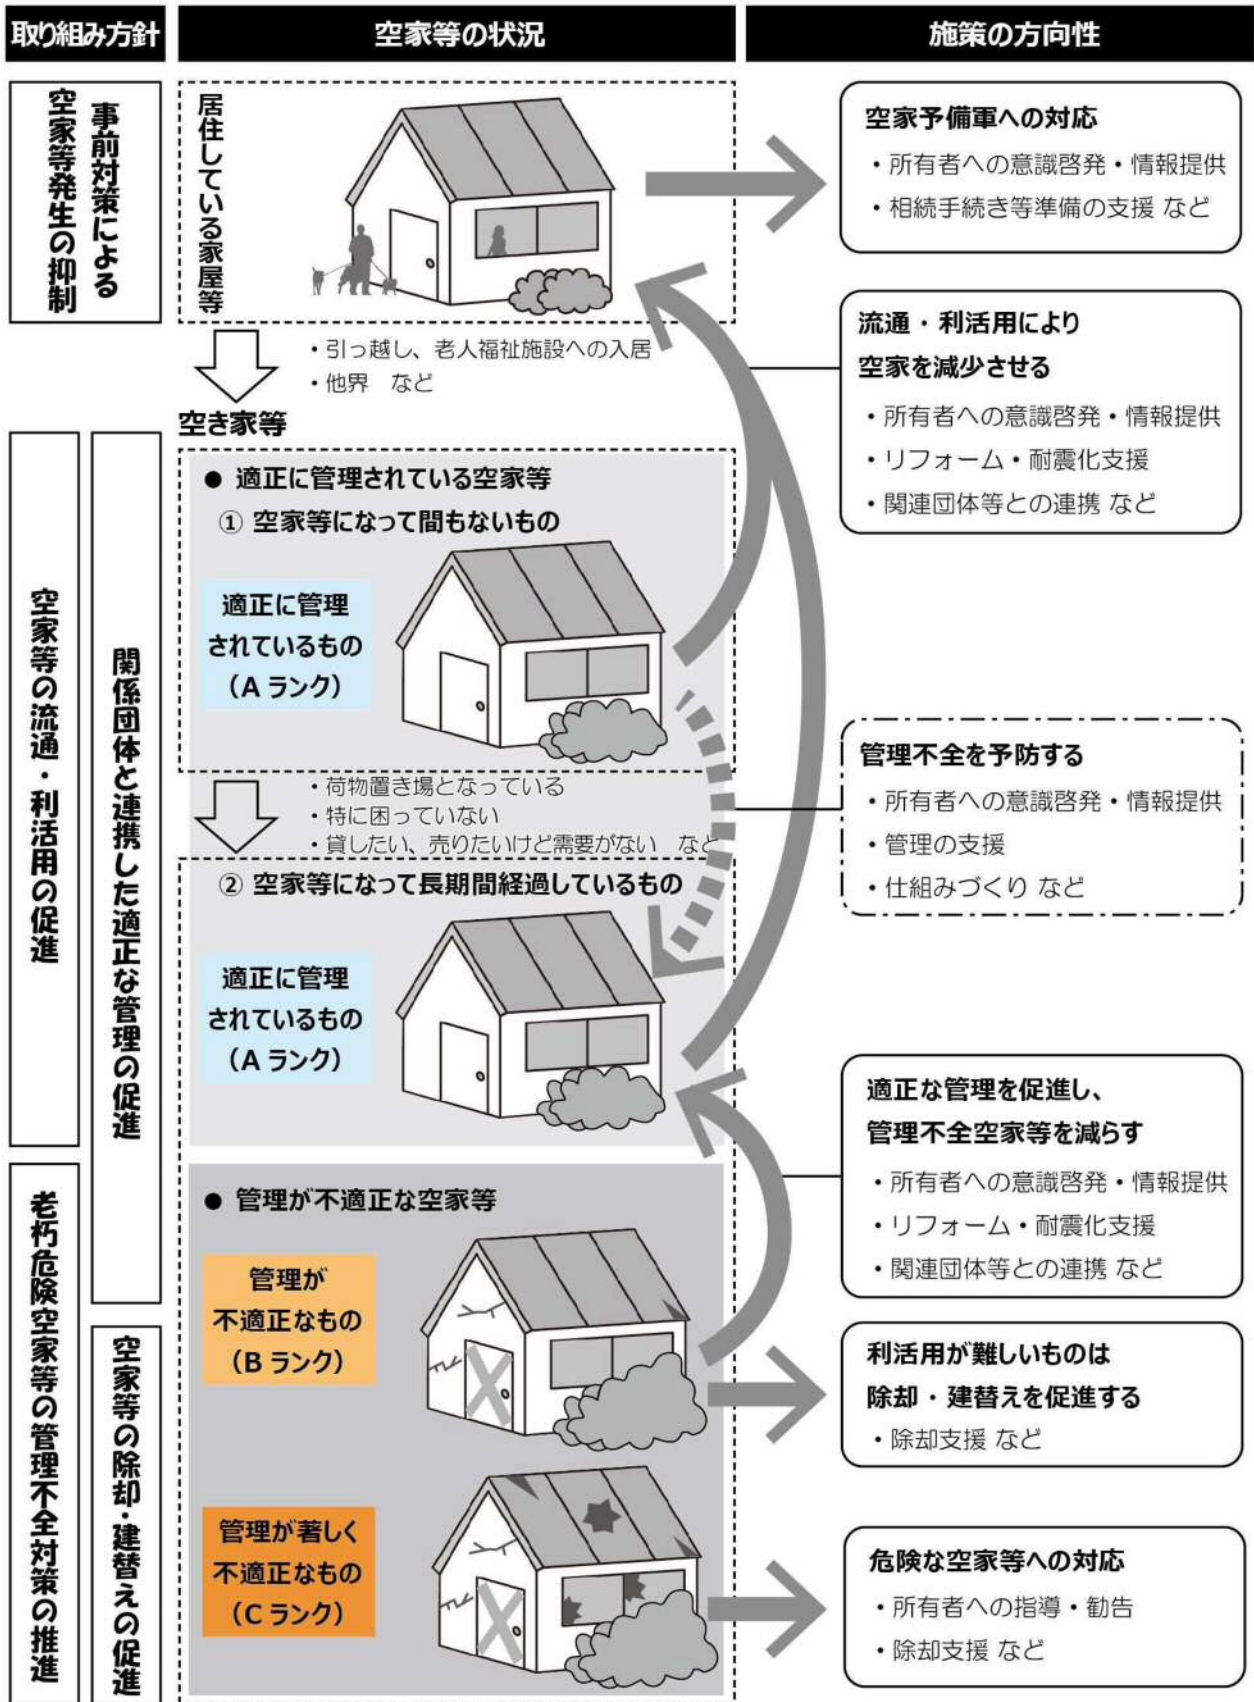 取り組み方針
空家等の状況
施策の方向性
事前対策による
空家等発生の抑制
居住している家屋等
空家予備軍への対応
・所有者への意識啓発・情報提供
・相続手続き等準備の支援 など
・引っ越し、老人福祉施設への入居
・他界　など
流通・利活用により
空家を減少させる
・所有者への意識啓発・情報提供
・リフォーム・耐震化支援
・関連団体等との連携 など
空き家等
関係団体と連携した適正な管理の促進
空家等の流通・利活用の促進
● 適正に管理されている空家等
① 空家等になって間もないもの
適正に管理
されているもの
（A ランク）
・荷物置き場となっている
・特に困っていない
・貸したい、売りたいけど需要がない　など
管理不全を予防する
・所有者への意識啓発・情報提供
・管理の支援
・仕組みづくり など
② 空家等になって長期間経過しているもの
適正に管理
されているもの
（A ランク）
適正な管理を促進し、
管理不全空家等を減らす
・所有者への意識啓発・情報提供
・リフォーム・耐震化支援
・関連団体等との連携 など
老朽危険空家等の管理不全対策の推進
空家等の除却・建替えの促進
● 管理が不適正な空家等
管理が
不適正なもの
（B ランク）
利活用が難しいものは
除却・建替えを促進する
・除却支援 など
管理が著しく
不適正なもの
（C ランク）
危険な空家等への対応
・所有者への指導・勧告
・除却支援 など